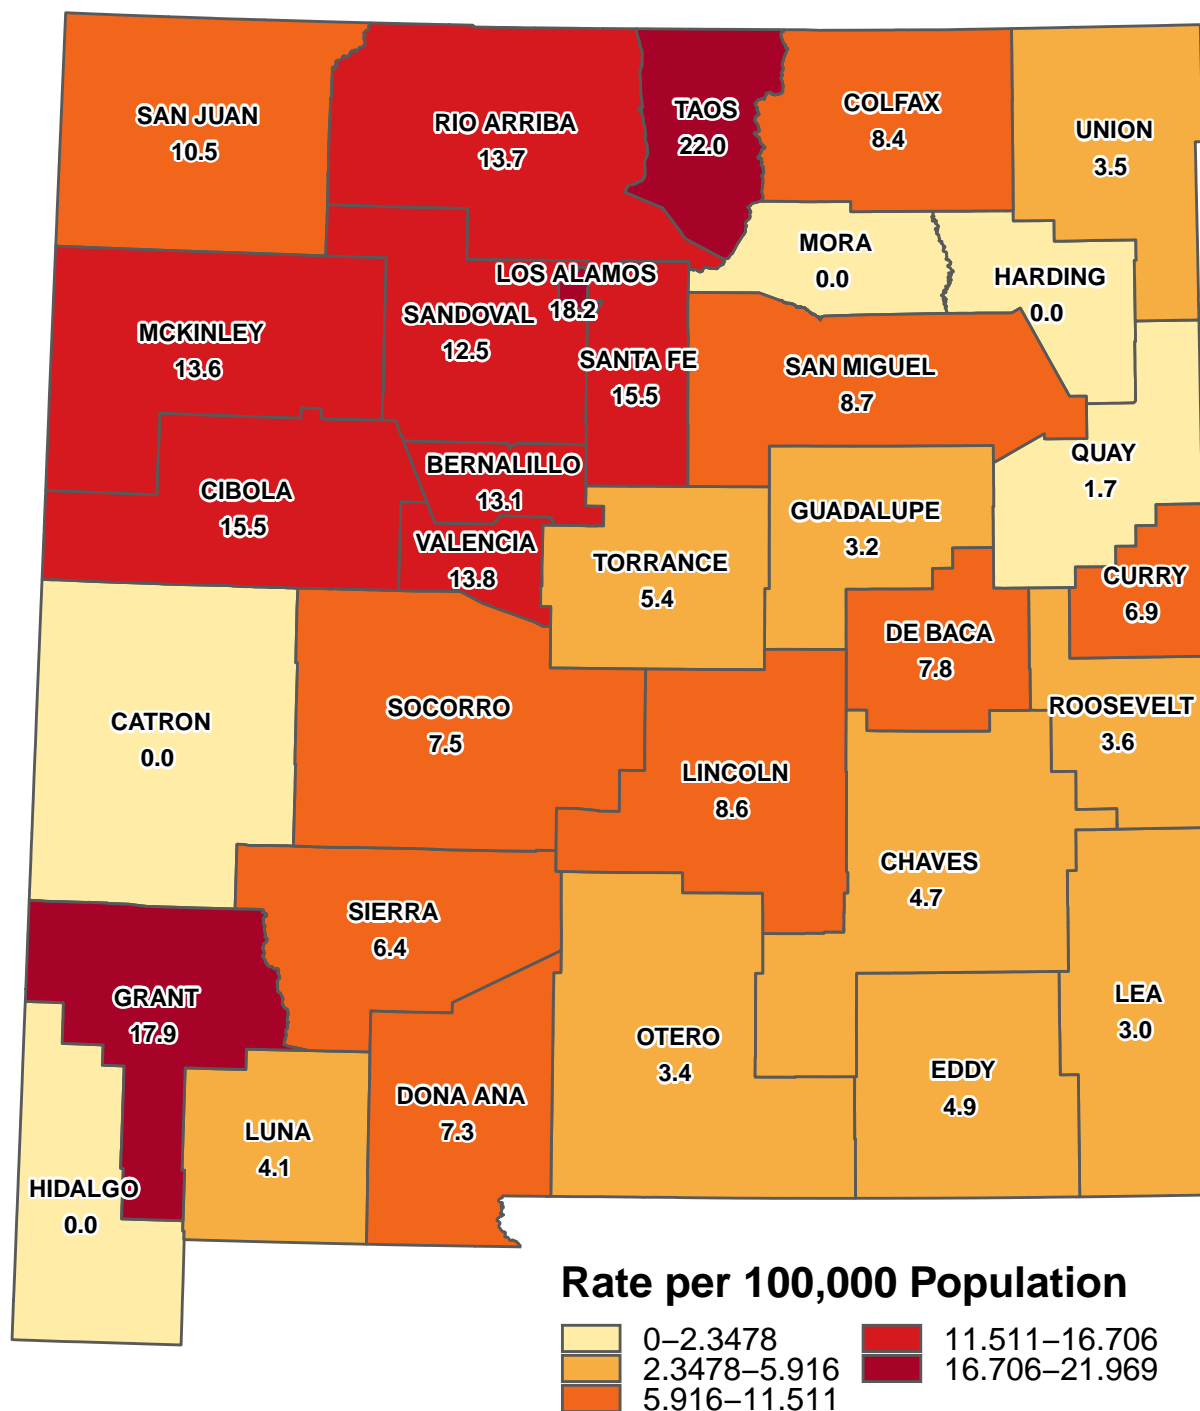 SAN JUAN
10.5
RIO ARRIBA
13.7
TAOS
22.0
COLFAX
8.4
UNION
3.5
MORA
0.0
HARDING
0.0
LOS ALAMOS
18.2
SANDOVAL
12.5
MCKINLEY
13.6
SANTA FE
15.5
SAN MIGUEL
8.7
QUAY
1.7
BERNALILLO
13.1
CIBOLA
15.5
GUADALUPE
3.2
VALENCIA
13.8
TORRANCE
5.4
CURRY
6.9
DE BACA
7.8
ROOSEVELT
3.6
SOCORRO
7.5
CATRON
0.0
LINCOLN
8.6
CHAVES
4.7
SIERRA
6.4
GRANT
17.9
LEA
3.0
OTERO
3.4
EDDY
4.9
DONA ANA
7.3
LUNA
4.1
HIDALGO
0.0
Rate per 100,000 Population
0–2.3478
2.3478–5.916
5.916–11.511
11.511–16.706
16.706–21.969